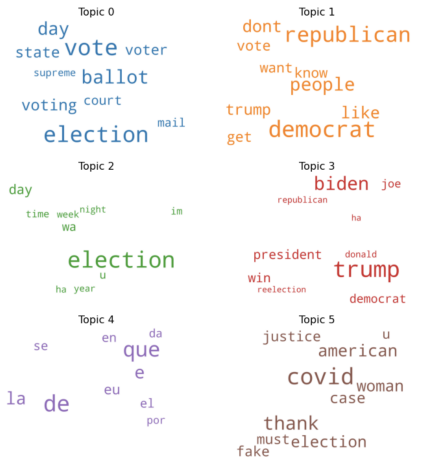 Topic 0
day
state vote voter
supreme ballot
voting court
election mail
Topic 1
dont republican
vote
want know
people
trump like
get democrat
Topic 2
day
time week night im
wa
election
u
ha year
Topic 3
biden joe
republican
ha
president donald
trump
win
reelection
democrat
Topic 4
en da
se que
e
eu
la de el
por
Topic 5
justice u
american
covid woman
case
thank
must election
fake